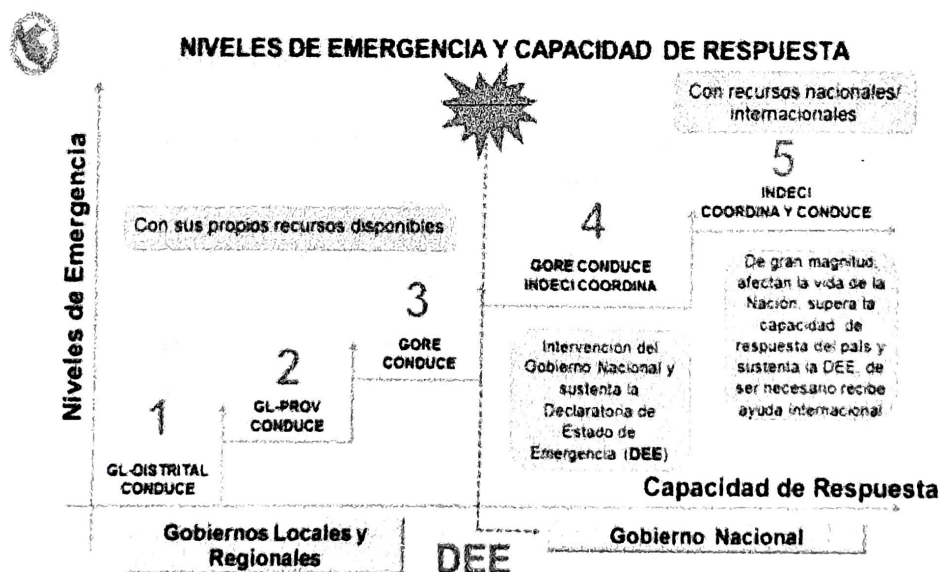 NIVELES DE EMERGENCIA Y CAPACIDAD DE RESPUESTA
Niveles de Emergencia
Con sus propios recursos disponibles
1
GL-DISTRITAL
CONDUCE
2
GL-PROV
CONDUCE
3
GORE
CONDUCE
4
GORE CONDUCE
INDECI COORDINA
Intervención del
Gobierno Nacional y
sustenta la
Declaratoria de
Estado de
Emergencia (DEE)
Con recursos nacionales/
internacionales
5
INDECI
COORDINA Y CONDUCE
De gran magnitud,
afectan la vida de la
Nación, supera la
capacidad de
respuesta del país y
sustenta la DEE, de
ser necesario recibe
ayuda internacional
Capacidad de Respuesta
Gobiernos Locales y
Regionales
DEE
Gobierno Nacional